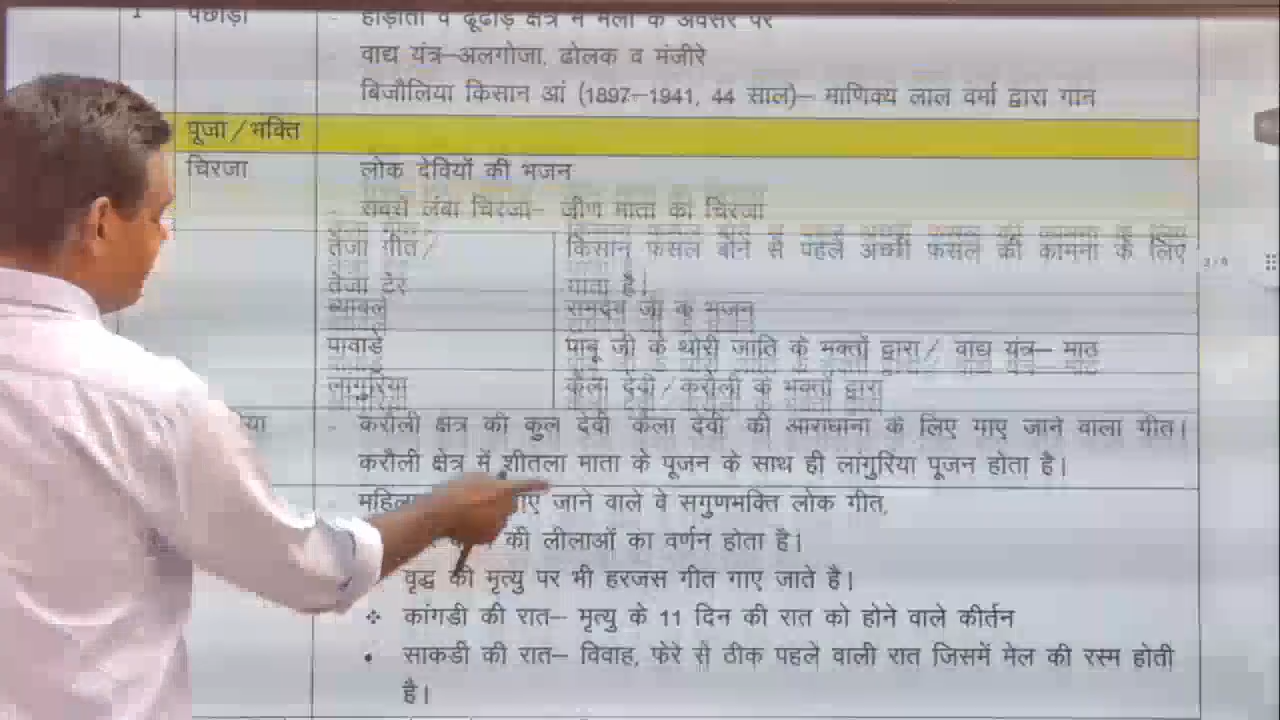 1 पछीड़ा - हाड़ौती व ढूढाड़ क्षेत्र में मेलों के अवसर पर
- वाद्य यंत्र–अलगोजा, ढोलक व मंजीरे
बिजौलिया किसान आं (1897–1941, 44 साल)– माणिक्य लाल वर्मा द्वारा गान
पूजा/भक्ति
चिरजा लोक देवियों की भजन
- सबसे लंबा चिरजा– जीण माता का चिरजा
तेजा गीत/ किसान फसल बोने से पहले अच्छी फसल की कामना के लिए
तेजा टेर गाता है।
ब्यावले रामदेव जी के भजन
पावाडे पाबू जी के थोरी जाति के भक्तों द्वारा/ वाद्य यंत्र– माठ
लांगुरिया कैला देवी/करौली के भक्तों द्वारा
या - करौली क्षेत्र की कुल देवी कैला देवी की आराधाना के लिए गाए जाने वाला गीत।
करौली क्षेत्र में शीतला माता के पूजन के साथ ही लांगुरिया पूजन होता है।
गाए जाने वाले वे सगुणभक्ति लोक गीत,
की लीलाओं का वर्णन होता है।
वृद्ध की मृत्यु पर भी हरजस गीत गाए जाते है।
❖ कांगडी की रात– मृत्यु के 11 दिन की रात को होने वाले कीर्तन
• साकडी की रात– विवाह, फेरे से ठीक पहले वाली रात जिसमें मेल की रस्म होती
है।